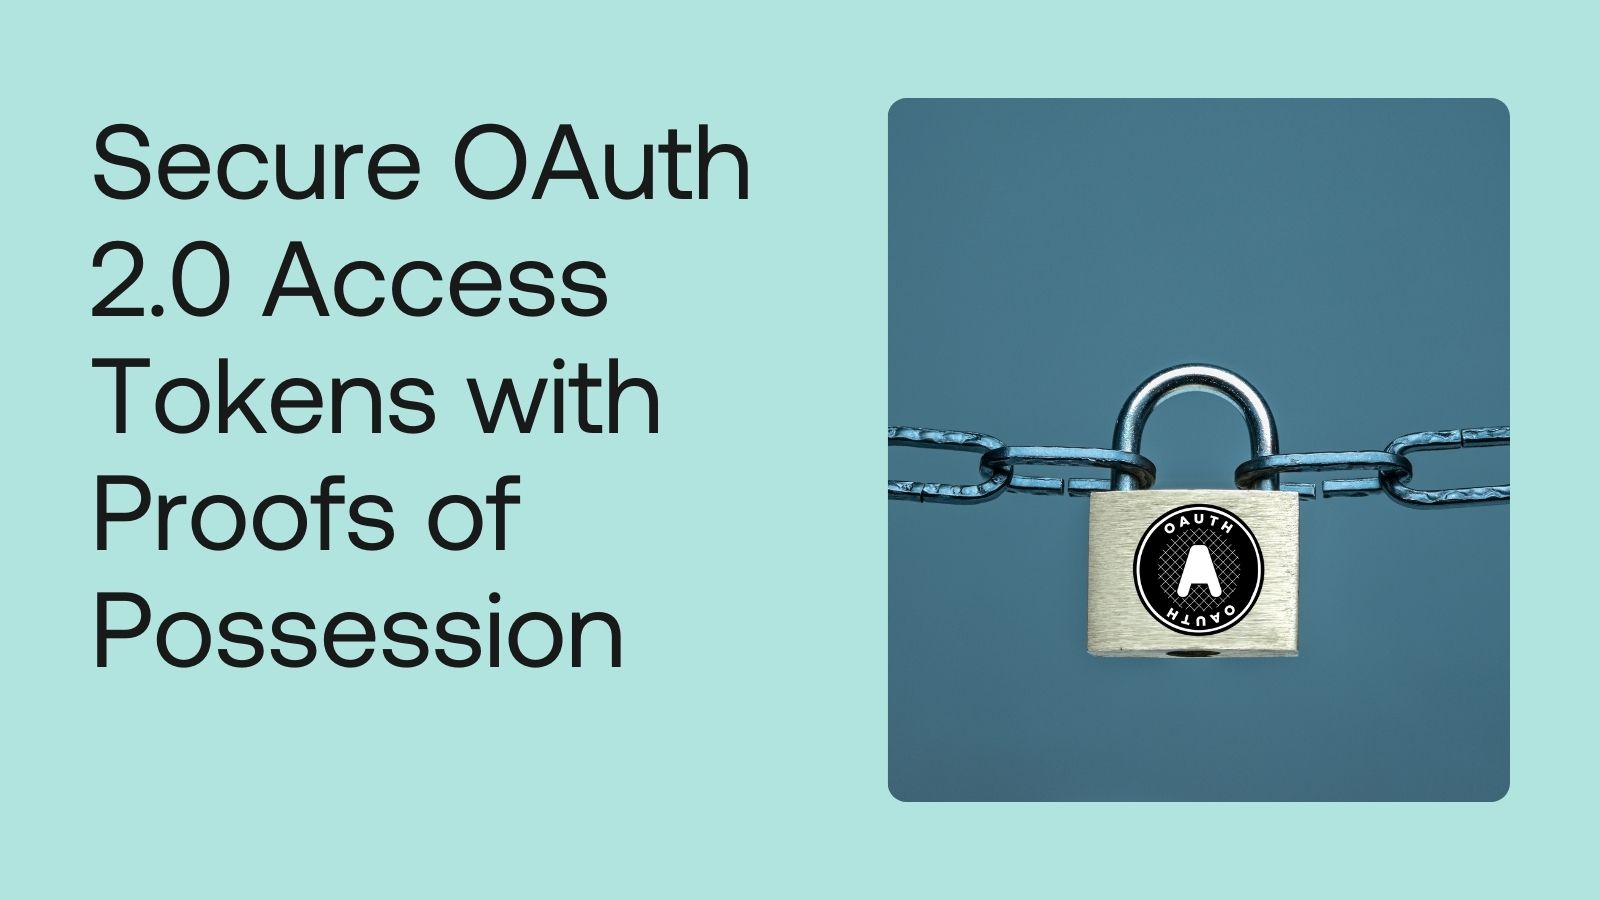 Secure OAuth
2.0 Access
Tokens with
Proofs of
Possession
OAUTH
A
OAUTH